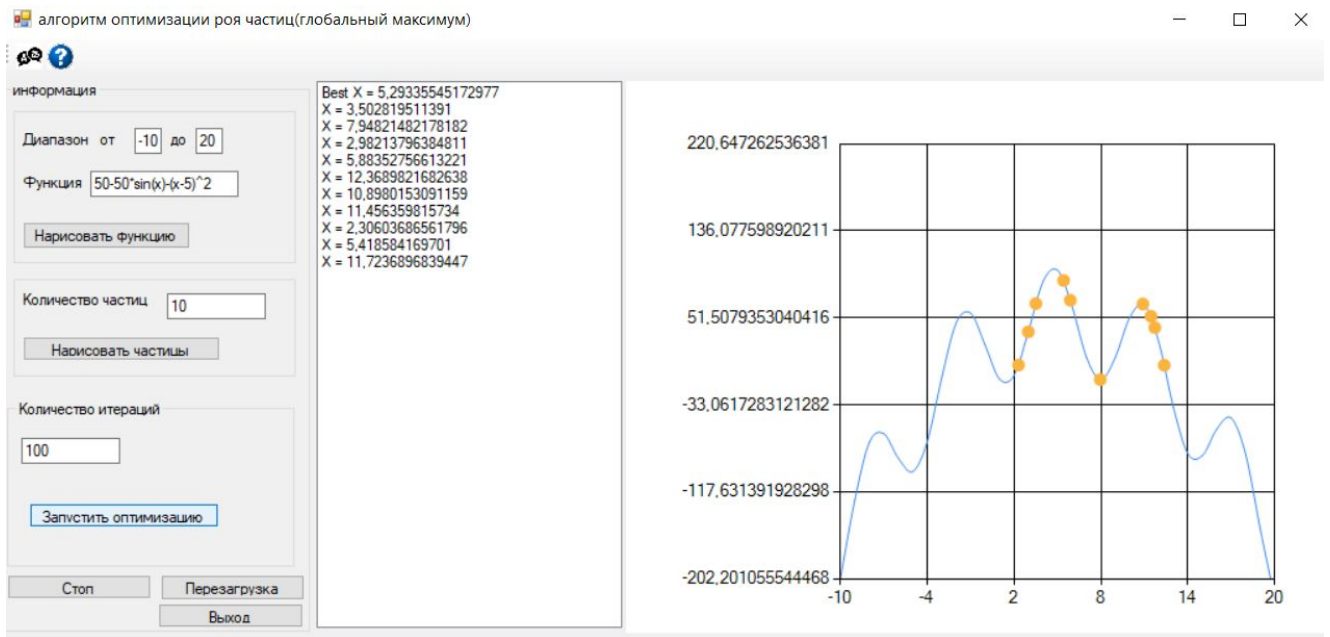 алгоритм оптимизации роя частиц(глобальный максимум)
информация
Диапазон от -10 до 20
Функция 50-50*sin(x)-(x-5)^2
Нарисовать функцию
Количество частиц 10
Нарисовать частицы
Количество итераций
100
Запустить оптимизацию
Стоп
Перезагрузка
Выход
Best X = 5,29335545172977
X = 3,502819511391
X = 7,94821482178182
X = 2,98213796384811
X = 5,88352756613221
X = 12,3689821682638
X = 10,8980153091159
X = 11,456359815734
X = 2,30603686561796
X = 5,418584169701
X = 11,7236896839447
220,647262536381
136,077598920211
51,5079353040416
-33,0617283121282
-117,631391928298
-202,201055544468
-10 -4 2 8 14 20